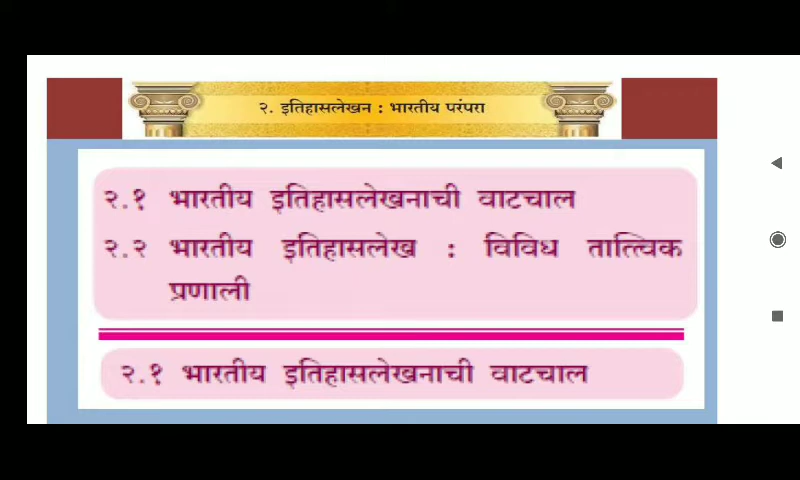 २. इतिहासलेखन : भारतीय परंपरा
२.१ भारतीय इतिहासलेखनाची वाटचाल
२.२ भारतीय इतिहासलेख : विविध तात्त्विक
प्रणाली
२.१ भारतीय इतिहासलेखनाची वाटचाल